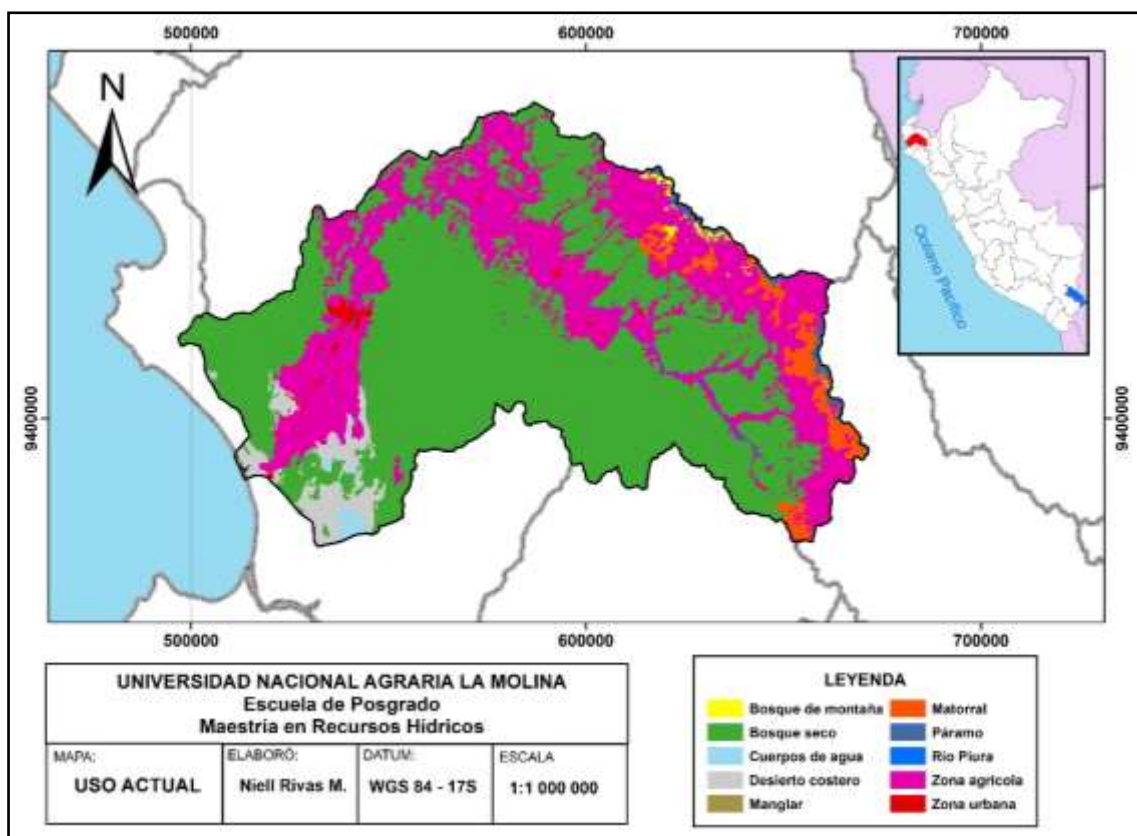 500000 600000 700000
N
Océano Pacífico
9400000 9400000
500000 600000 700000
UNIVERSIDAD NACIONAL AGRARIA LA MOLINA
Escuela de Posgrado
Maestría en Recursos Hídricos
MAPA: ELABORO: DATUM: ESCALA
USO ACTUAL Niell Rivas M. WGS 84 - 17S 1:1 000 000
LEYENDA
Bosque de montaña Matorral
Bosque seco Páramo
Cuerpos de agua Río Piura
Desierto costero Zona agrícola
Manglar Zona urbana